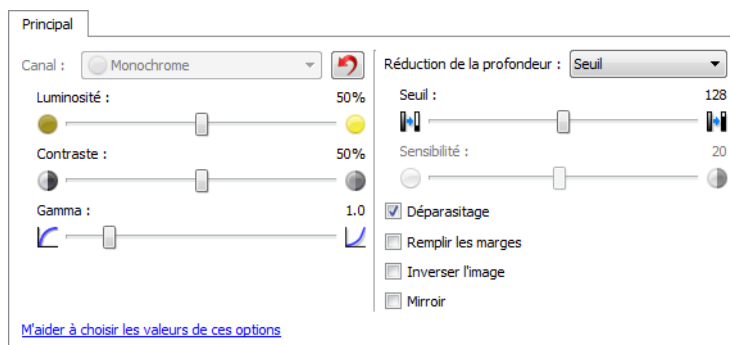 Principal
Canal :
Monochrome
Luminosité :
50%
Contraste :
50%
Gamma :
1.0
M'aider à choisir les valeurs de ces options
Réduction de la profondeur :
Seuil
Seuil :
128
Sensibilité :
20
Déparasitage
Remplir les marges
Inverser l'image
Mirroir